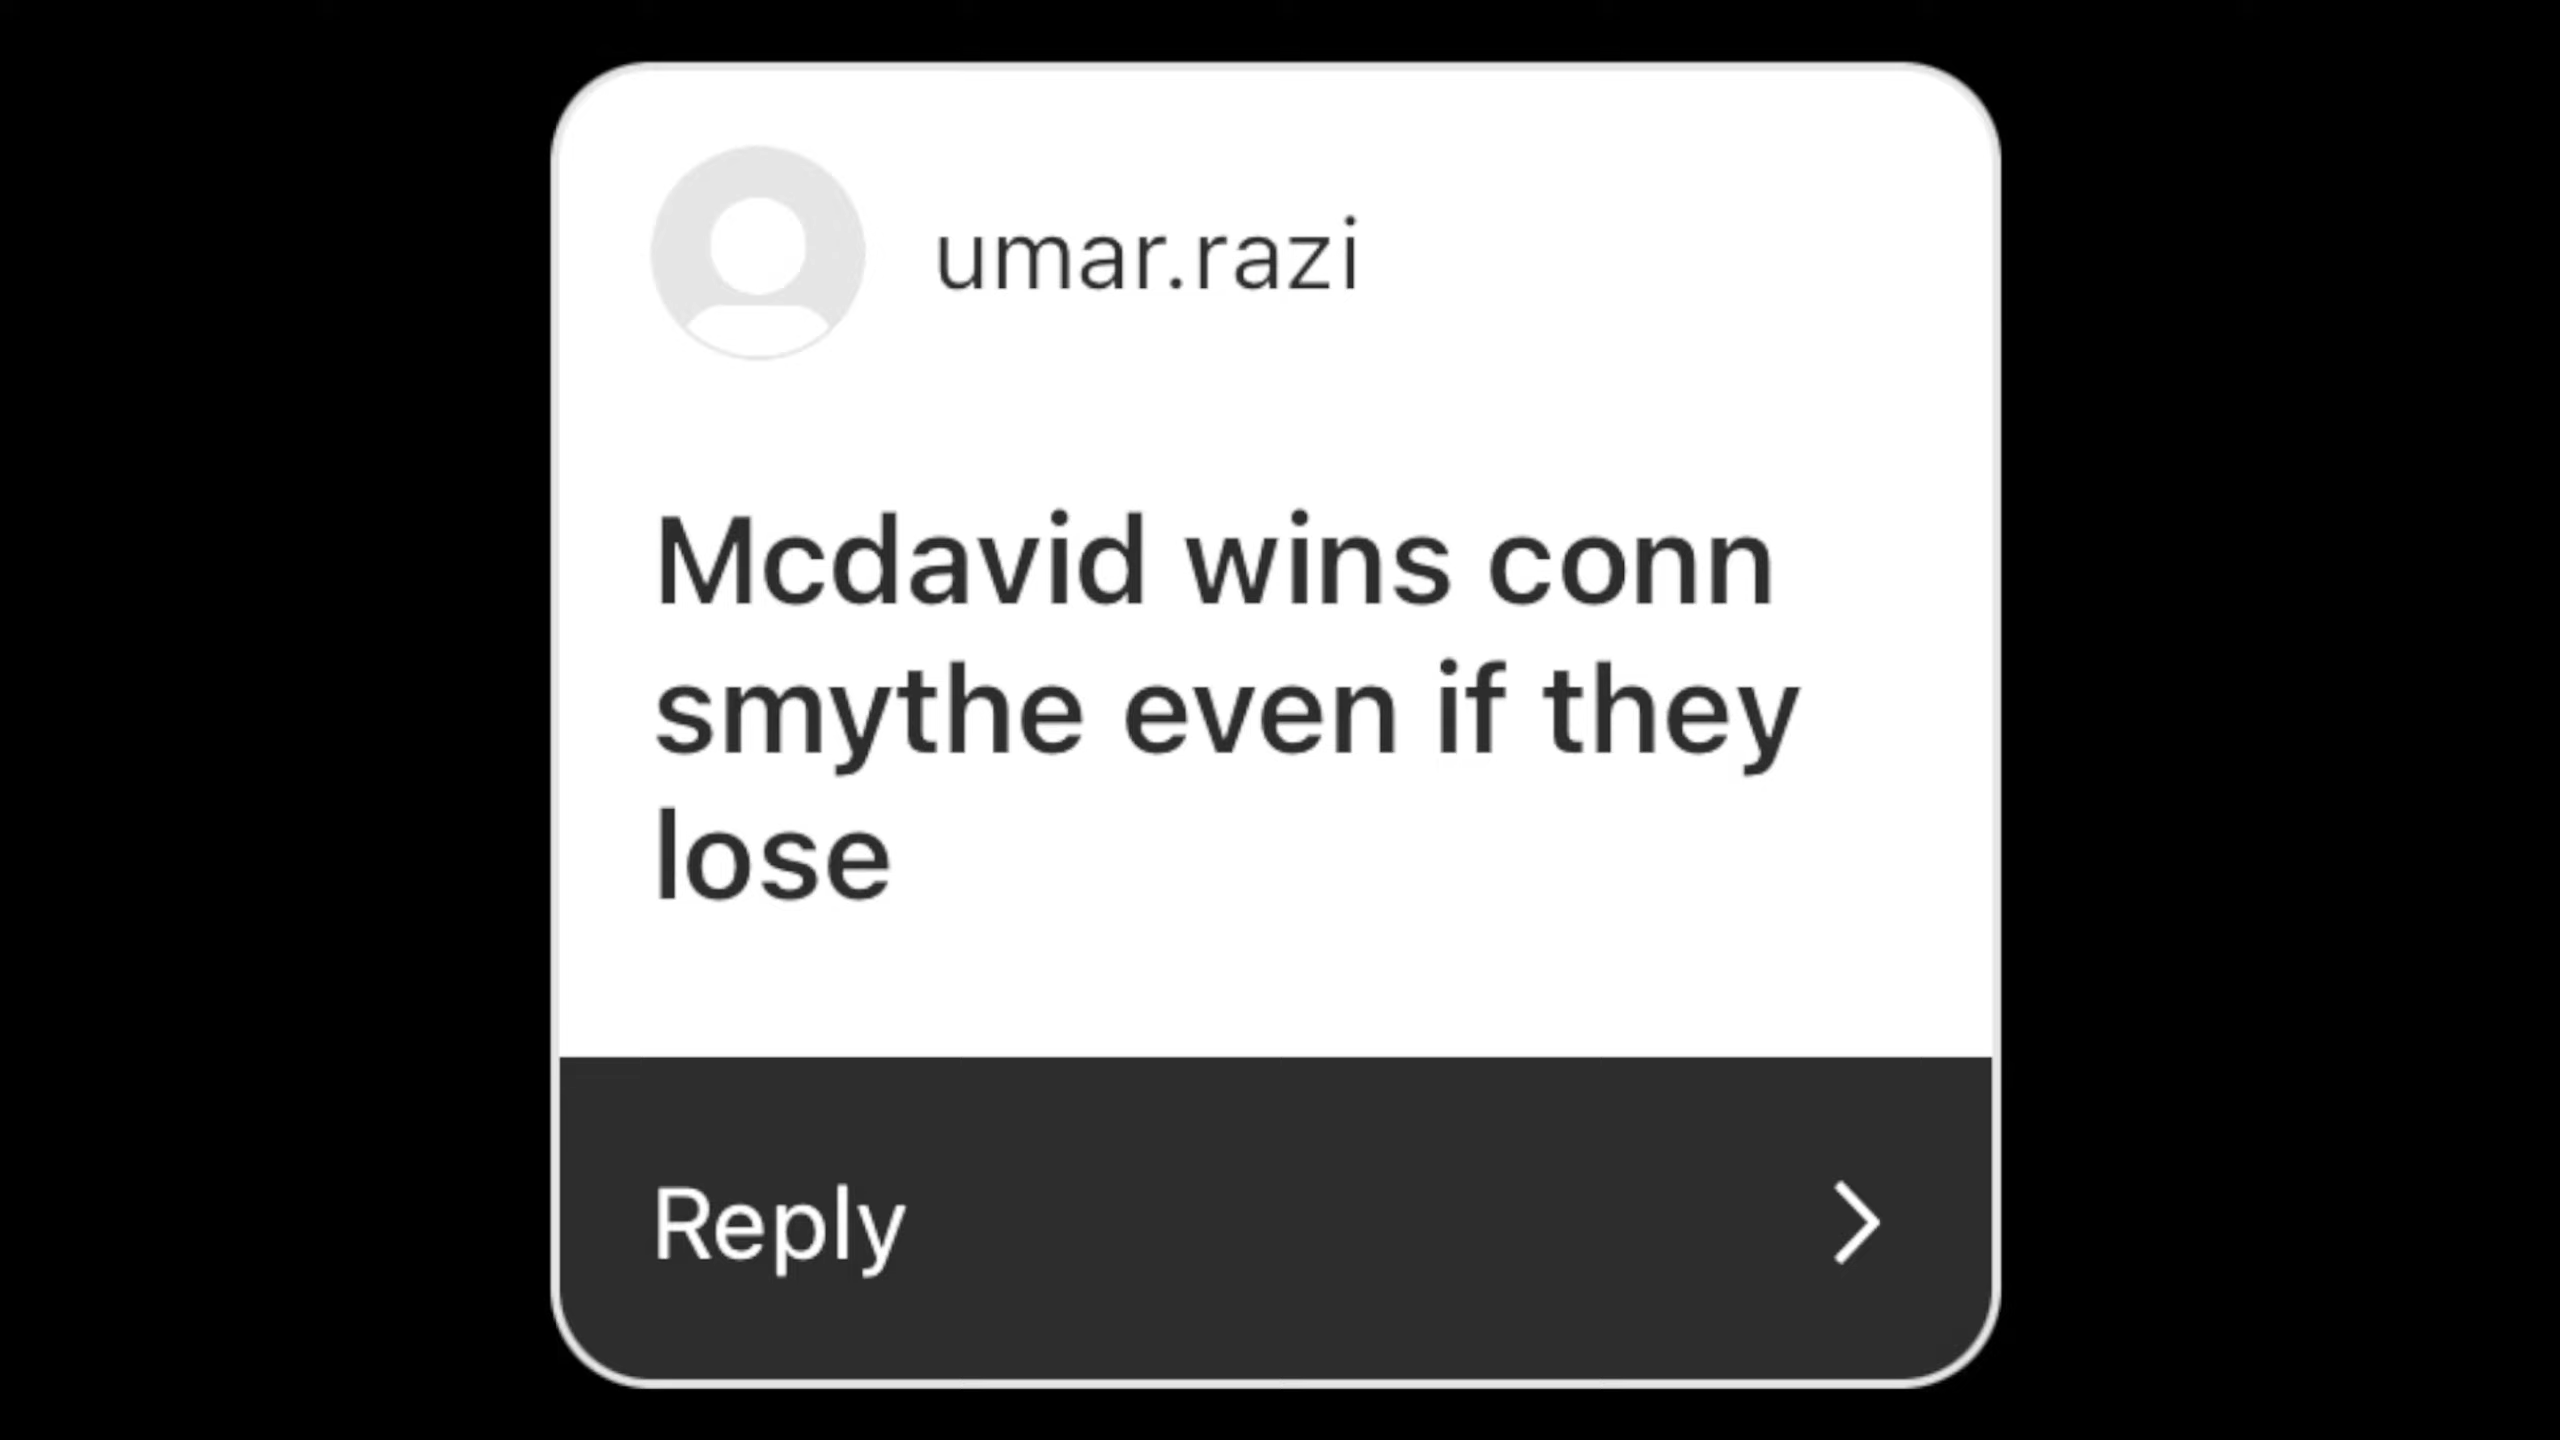 umar.razi
Mcdavid wins conn
smythe even if they
lose
Reply